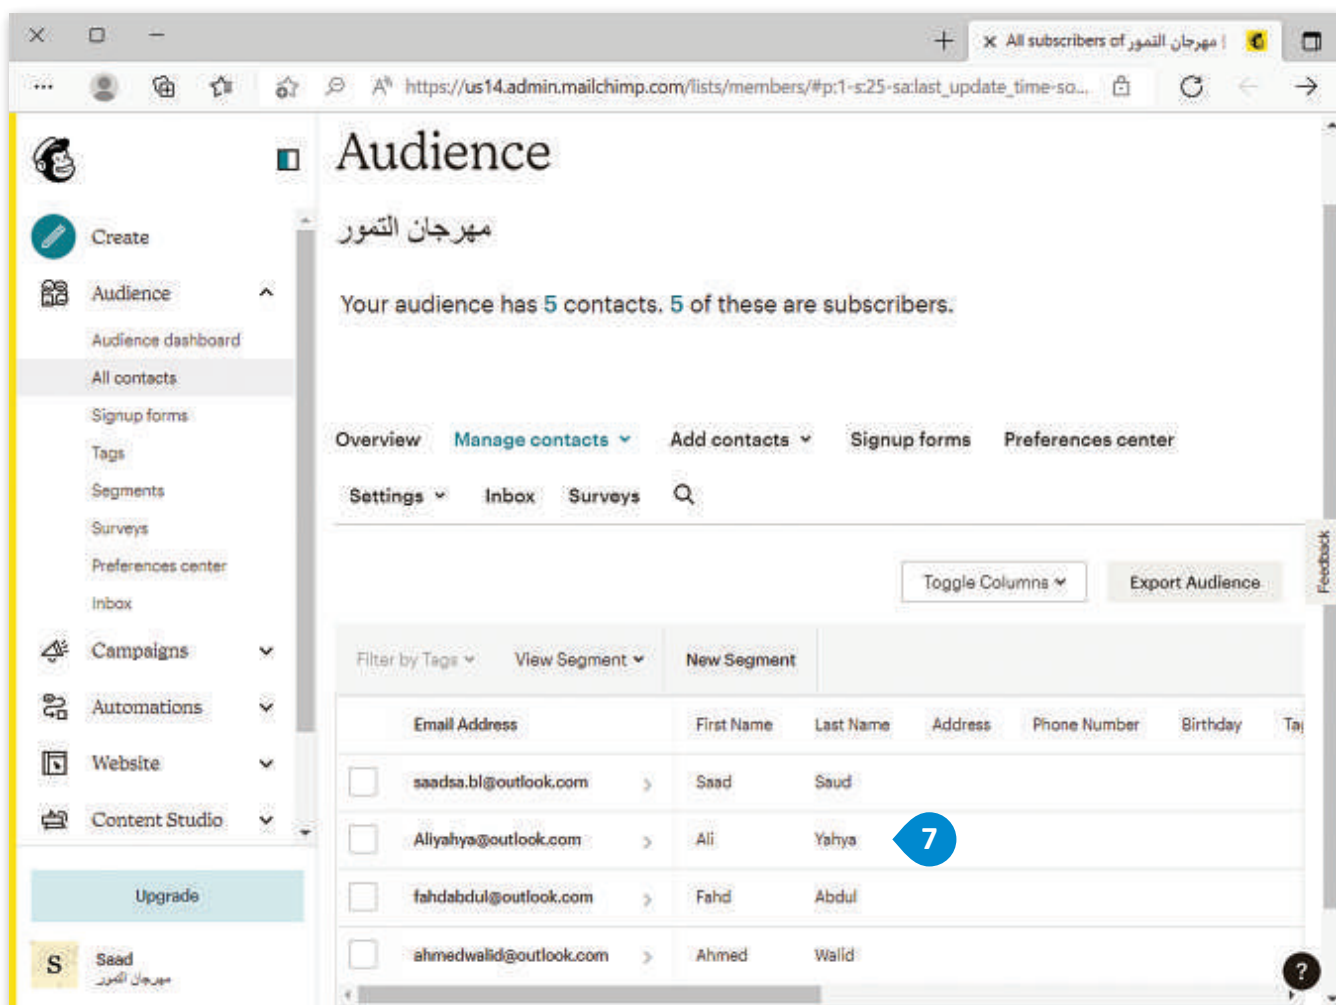 All subscribers of مهرجان التمور |
https://us14.admin.mailchimp.com/lists/members/#p:1-s:25-sa:last_update_time-so...
Audience
مهرجان التمور
Your audience has 5 contacts. 5 of these are subscribers.
Create
Audience
Audience dashboard
All contacts
Signup forms
Tags
Segments
Surveys
Preferences center
Inbox
Campaigns
Automations
Website
Content Studio
Upgrade
S
Saad
مهرجان التمور
Overview Manage contacts Add contacts Signup forms Preferences center
Settings Inbox Surveys
Feedback
Toggle Columns Export Audience
Filter by Tags View Segment New Segment
Email Address First Name Last Name Address Phone Number Birthday
saadsa.bl@outlook.com Saad Saud
Aliyahya@outlook.com Ali Yahya 7
fahdabdul@outlook.com Fahd Abdul
ahmedwalid@outlook.com Ahmed Walid
?